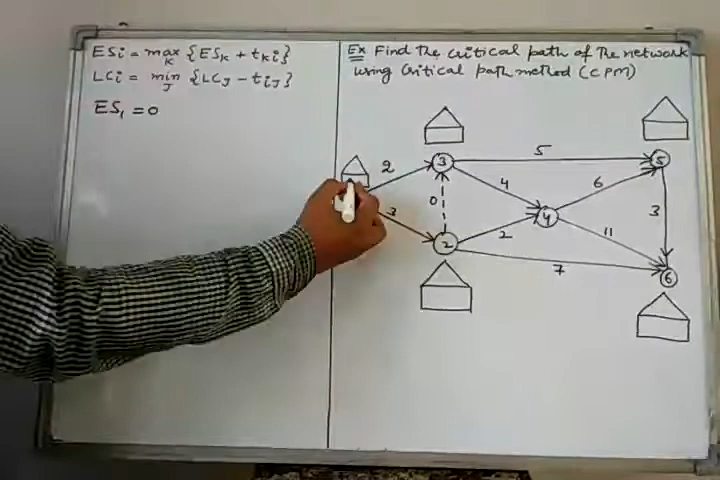 ESi = max {ESk + tki}
k
LCi = min {LCJ - tiJ}
J
ES1 = 0
Ex Find the critical path of the network
using Critical path method (CPM)
5
2
3
5
4
6
0
4
3
3
2
11
2
7
6